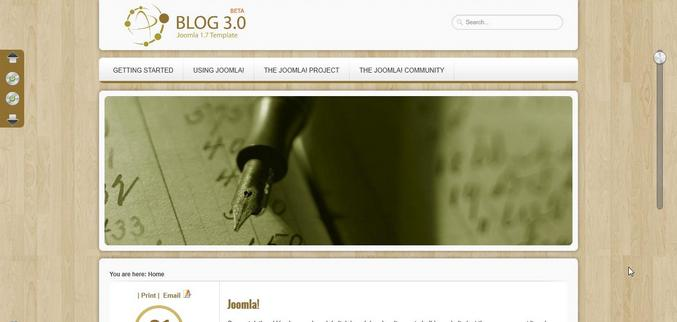 BETA
BLOG 3.0
Joomla 1.7 Template
Search...
GETTING STARTED USING JOOMLA! THE JOOMLA! PROJECT THE JOOMLA! COMMUNITY
You are here: Home
| Print | Email
Joomla!